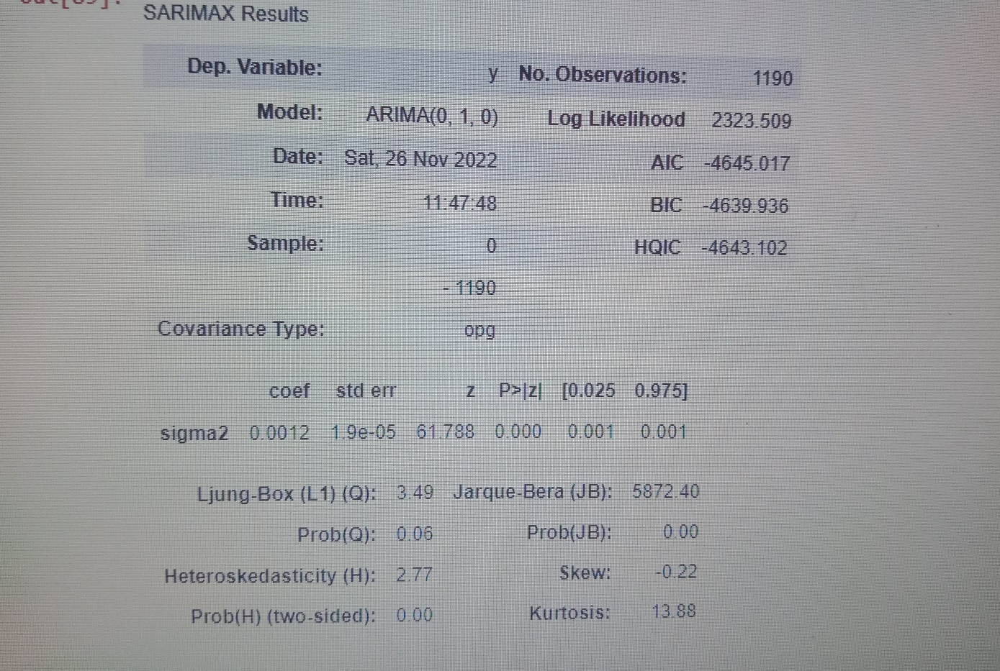 SARIMAX Results
Dep. Variable: y No. Observations: 1190
Model: ARIMA(0, 1, 0) Log Likelihood 2323.509
Date: Sat, 26 Nov 2022 AIC -4645.017
Time: 11:47:48 BIC -4639.936
Sample: 0 HQIC -4643.102
- 1190
Covariance Type: opg
coef std err z P>|z| [0.025 0.975]
sigma2 0.0012 1.9e-05 61.788 0.000 0.001 0.001
Ljung-Box (L1) (Q): 3.49 Jarque-Bera (JB): 5872.40
Prob(Q): 0.06 Prob(JB): 0.00
Heteroskedasticity (H): 2.77 Skew: -0.22
Prob(H) (two-sided): 0.00 Kurtosis: 13.88